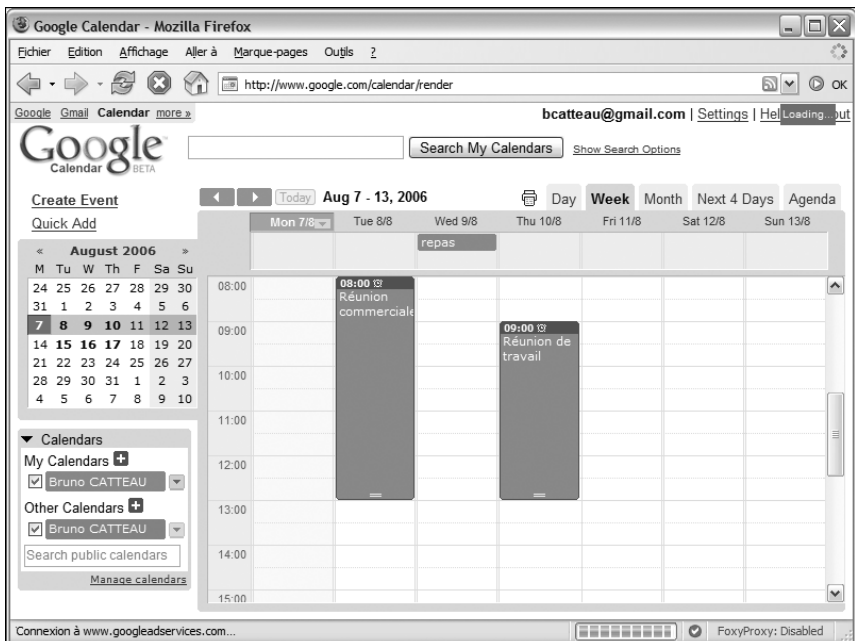 Google Calendar - Mozilla Firefox
Fichier Edition Affichage Aller à Marque-pages Outils ?
http://www.google.com/calendar/render OK
Google Gmail Calendar more » bcatteau@gmail.com | Settings | Hel Loading... out
Google Calendar BETA Search My Calendars Show Search Options
Create Event Today Aug 7 - 13, 2006 Day Week Month Next 4 Days Agenda
Quick Add Mon 7/8 Tue 8/8 Wed 9/8 Thu 10/8 Fri 11/8 Sat 12/8 Sun 13/8
repas
« August 2006 »
M Tu W Th F Sa Su
24 25 26 27 28 29 30
31 1 2 3 4 5 6
7 8 9 10 11 12 13
14 15 16 17 18 19 20
21 22 23 24 25 26 27
28 29 30 31 1 2 3
4 5 6 7 8 9 10
08:00 08:00
Réunion
commerciale
09:00 09:00
Réunion de
travail
10:00
11:00
12:00
13:00
14:00
15:00
Calendars
My Calendars
Bruno CATTEAU
Other Calendars
Bruno CATTEAU
Search public calendars
Manage calendars
Connexion à www.googleadservices.com... FoxyProxy: Disabled